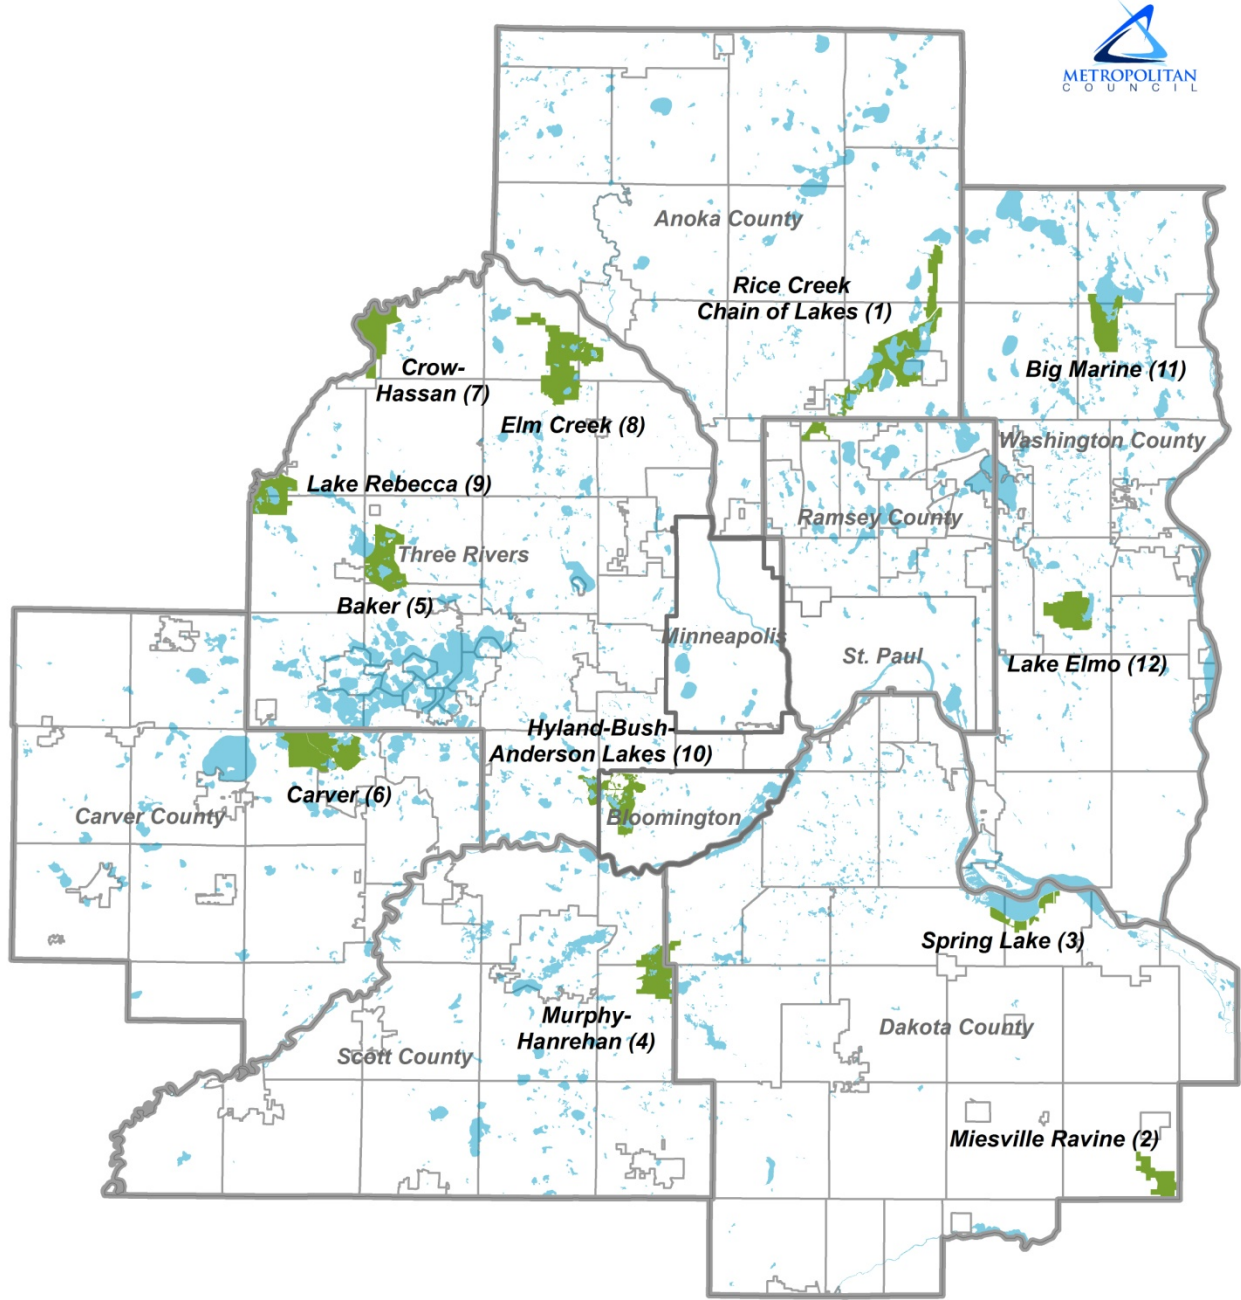 METROPOLITAN
COUNCIL
Anoka County
Rice Creek
Chain of Lakes (1)
Crow-
Hassan (7)
Big Marine (11)
Elm Creek (8)
Washington County
Lake Rebecca (9)
Ramsey County
Three Rivers
Baker (5)
Minneapolis
St. Paul
Lake Elmo (12)
Hyland-Bush-
Anderson Lakes (10)
Carver (6)
Carver County
Bloomington
Spring Lake (3)
Murphy-
Hanrehan (4)
Dakota County
Scott County
Miesville Ravine (2)